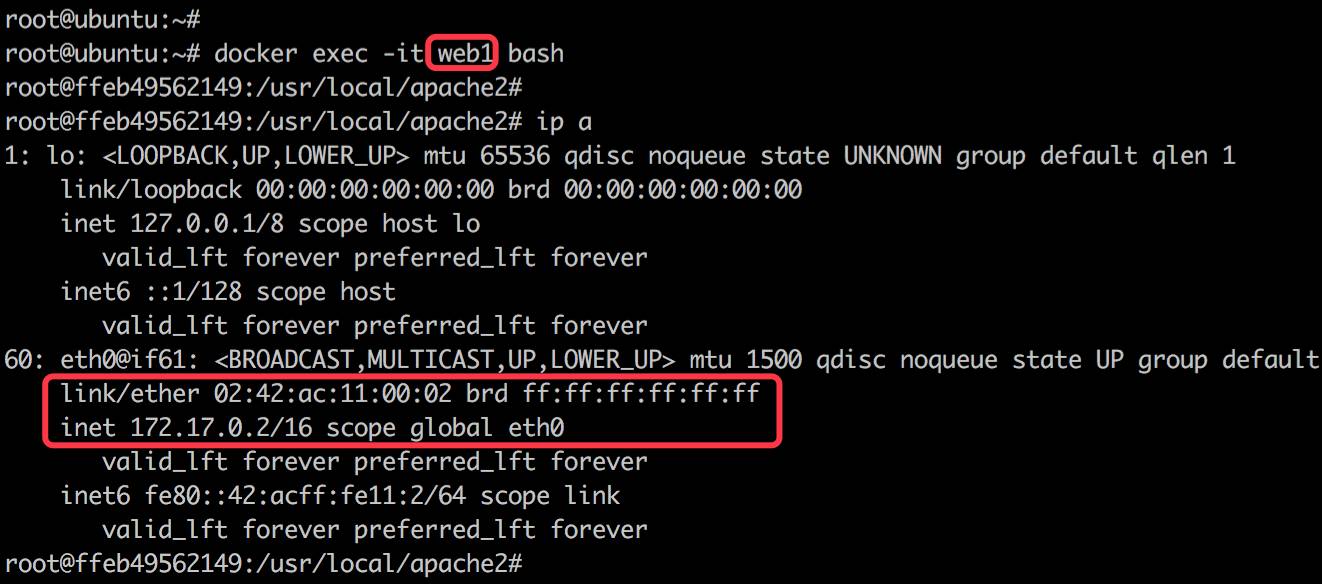 root@ubuntu:~#
root@ubuntu:~# docker exec -it web1 bash
root@ffeb49562149:/usr/local/apache2#
root@ffeb49562149:/usr/local/apache2# ip a
1: lo: <LOOPBACK,UP,LOWER_UP> mtu 65536 qdisc noqueue state UNKNOWN group default qlen 1
    link/loopback 00:00:00:00:00:00 brd 00:00:00:00:00:00
    inet 127.0.0.1/8 scope host lo
       valid_lft forever preferred_lft forever
    inet6 ::1/128 scope host
       valid_lft forever preferred_lft forever
60: eth0@if61: <BROADCAST,MULTICAST,UP,LOWER_UP> mtu 1500 qdisc noqueue state UP group default
    link/ether 02:42:ac:11:00:02 brd ff:ff:ff:ff:ff:ff
    inet 172.17.0.2/16 scope global eth0
       valid_lft forever preferred_lft forever
    inet6 fe80::42:acff:fe11:2/64 scope link
       valid_lft forever preferred_lft forever
root@ffeb49562149:/usr/local/apache2#